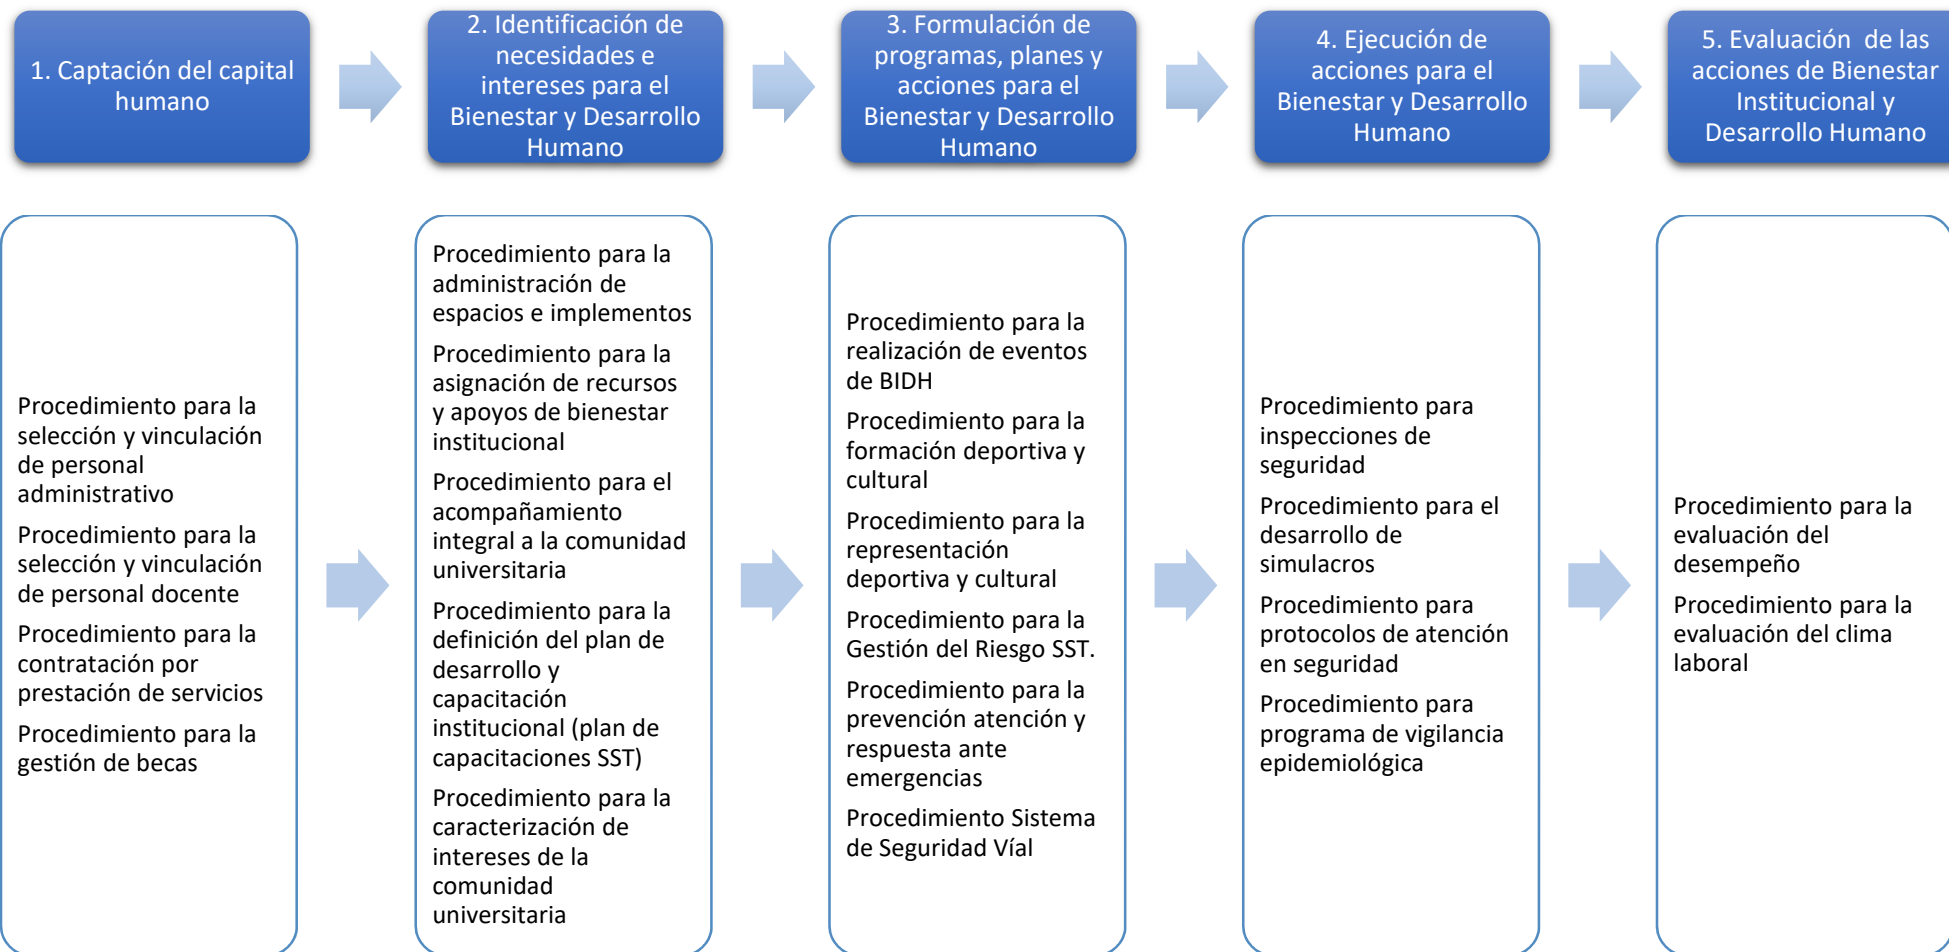 1. Captación del capital
humano
2. Identificación de
necesidades e
intereses para el
Bienestar y Desarrollo
Humano
3. Formulación de
programas, planes y
acciones para el
Bienestar y Desarrollo
Humano
4. Ejecución de
acciones para el
Bienestar y Desarrollo
Humano
5. Evaluación de las
acciones de Bienestar
Institucional y
Desarrollo Humano
Procedimiento para la
selección y vinculación
de personal
administrativo
Procedimiento para la
selección y vinculación
de personal docente
Procedimiento para la
contratación por
prestación de servicios
Procedimiento para la
gestión de becas
Procedimiento para la
administración de
espacios e implementos
Procedimiento para la
asignación de recursos
y apoyos de bienestar
institucional
Procedimiento para el
acompañamiento
integral a la comunidad
universitaria
Procedimiento para la
definición del plan de
desarrollo y
capacitación
institucional (plan de
capacitaciones SST)
Procedimiento para la
caracterización de
intereses de la
comunidad
universitaria
Procedimiento para la
realización de eventos
de BIDH
Procedimiento para la
formación deportiva y
cultural
Procedimiento para la
representación
deportiva y cultural
Procedimiento para la
Gestión del Riesgo SST.
Procedimiento para la
prevención atención y
respuesta ante
emergencias
Procedimiento Sistema
de Seguridad Víal
Procedimiento para
inspecciones de
seguridad
Procedimiento para el
desarrollo de
simulacros
Procedimiento para
protocolos de atención
en seguridad
Procedimiento para
programa de vigilancia
epidemiológica
Procedimiento para la
evaluación del
desempeño
Procedimiento para la
evaluación del clima
laboral